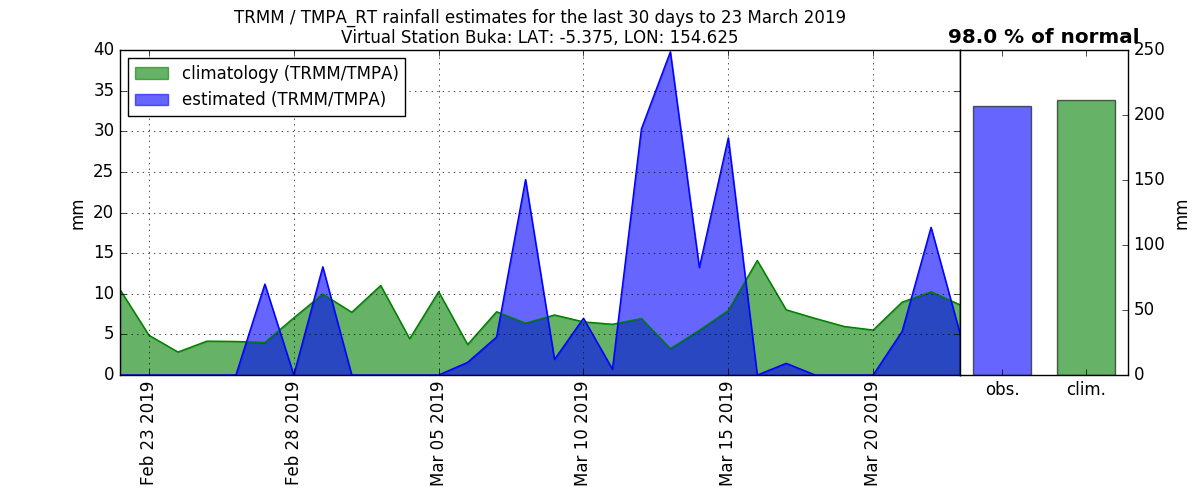 TRMM / TMPA_RT rainfall estimates for the last 30 days to 23 March 2019
Virtual Station Buka: LAT: -5.375, LON: 154.625
98.0 % of normal
climatology (TRMM/TMPA)
estimated (TRMM/TMPA)
mm
40
35
30
25
20
15
10
5
0
Feb 23 2019
Feb 28 2019
Mar 05 2019
Mar 10 2019
Mar 15 2019
Mar 20 2019
obs.
clim.
250
200
150
100
50
0
mm